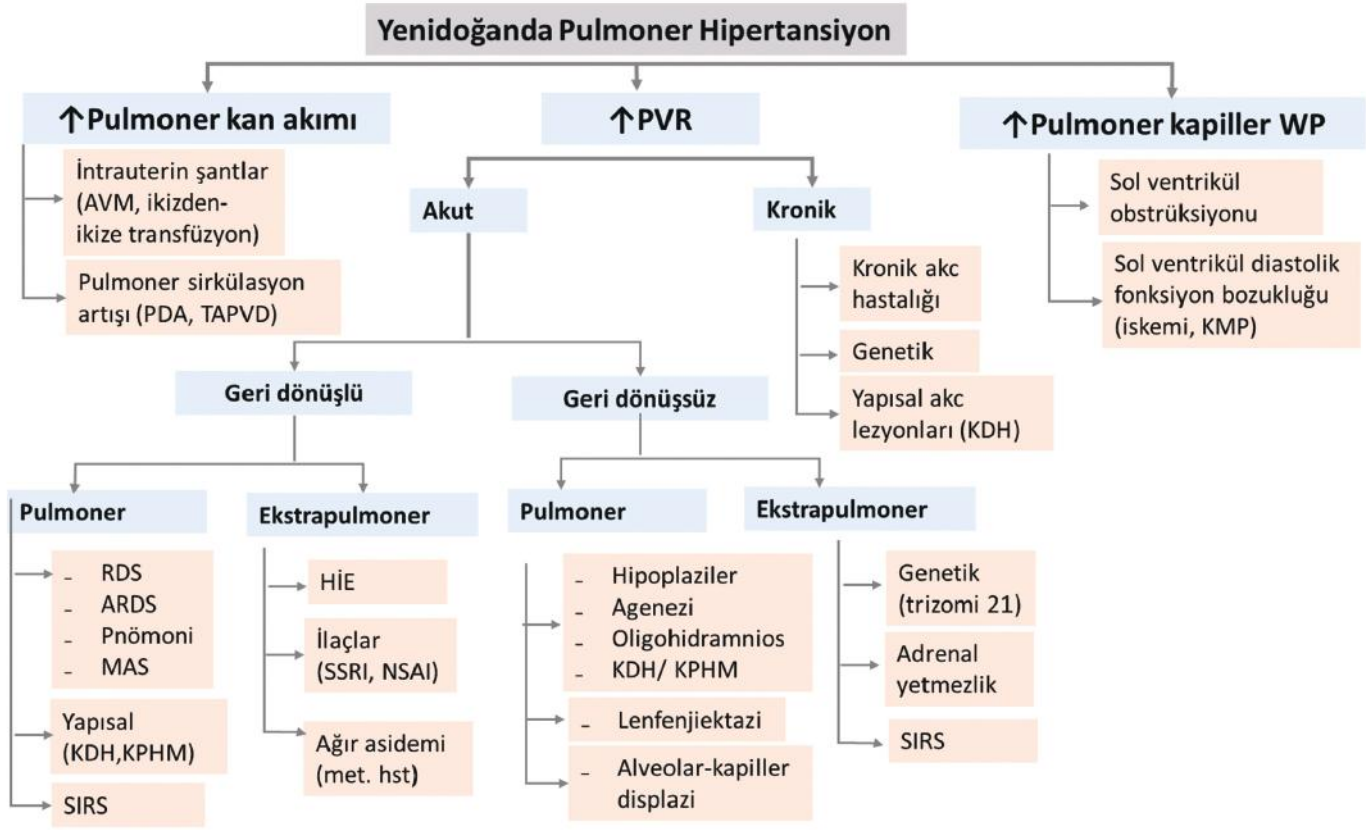 Yenidoğanda Pulmoner Hipertansiyon
↑Pulmoner kan akımı
İntrauterin şantlar
(AVM, ikizden-
ikize transfüzyon)
Pulmoner sirkülasyon
artışı (PDA, TAPVD)
↑PVR
↑Pulmoner kapiller WP
Sol ventrikül
obstrüksiyonu
Sol ventrikül diastolik
fonksiyon bozukluğu
(iskemi, KMP)
Akut
Kronik
Kronik akc
hastalığı
Genetik
Yapısal akc
lezyonları (KDH)
Geri dönüşlü
Geri dönüşsüz
Pulmoner
- RDS
- ARDS
- Pnömoni
- MAS
Yapısal
(KDH,KPHM)
SIRS
Ekstrapulmoner
HİE
İlaçlar
(SSRI, NSAI)
Ağır asidemi
(met. hst)
Pulmoner
- Hipoplaziler
- Agenezi
- Oligohidramnios
- KDH/ KPHM
- Lenfenjiektazi
- Alveolar-kapiller
displazi
Ekstrapulmoner
Genetik
(trizomi 21)
Adrenal
yetmezlik
SIRS